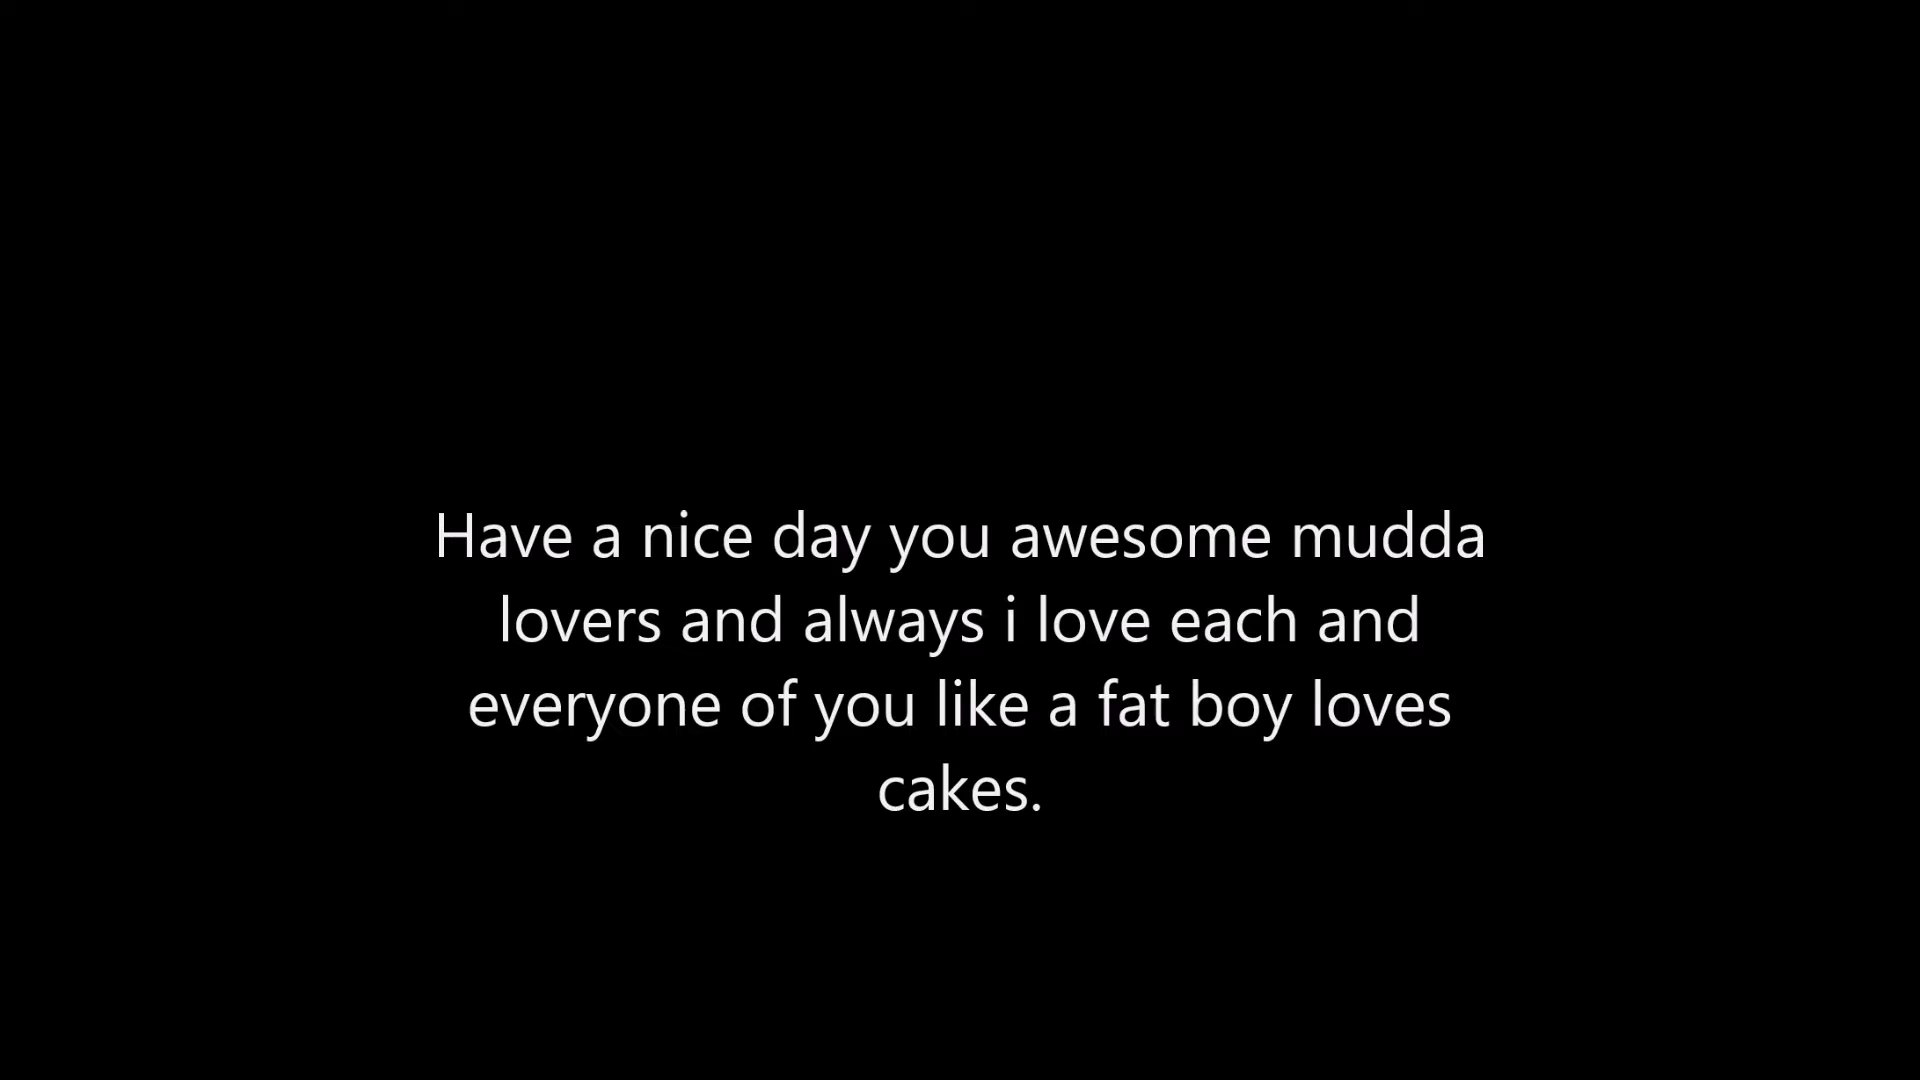 Have a nice day you awesome mudda
lovers and always i love each and
everyone of you like a fat boy loves
cakes.